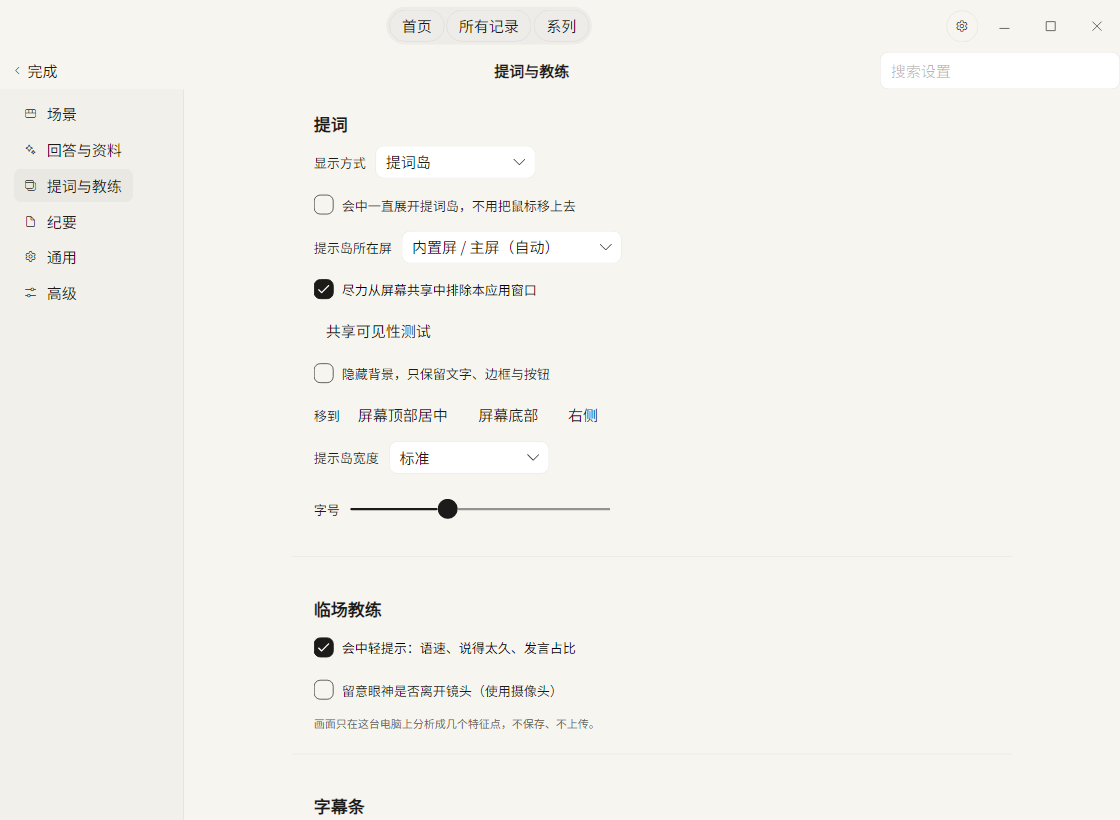 首页 所有记录 系列
完成 提词与教练 搜索设置
场景
回答与资料
提词与教练
纪要
通用
高级
提词
显示方式 提词岛
会中一直展开提词岛，不用把鼠标移上去
提示岛所在屏 内置屏 / 主屏（自动）
尽力从屏幕共享中排除本应用窗口
共享可见性测试
隐藏背景，只保留文字、边框与按钮
移到 屏幕顶部居中 屏幕底部 右侧
提示岛宽度 标准
字号
临场教练
会中轻提示：语速、说得太久、发言占比
留意眼神是否离开镜头（使用摄像头）
画面只在这台电脑上分析成几个特征点，不保存、不上传。
字幕条